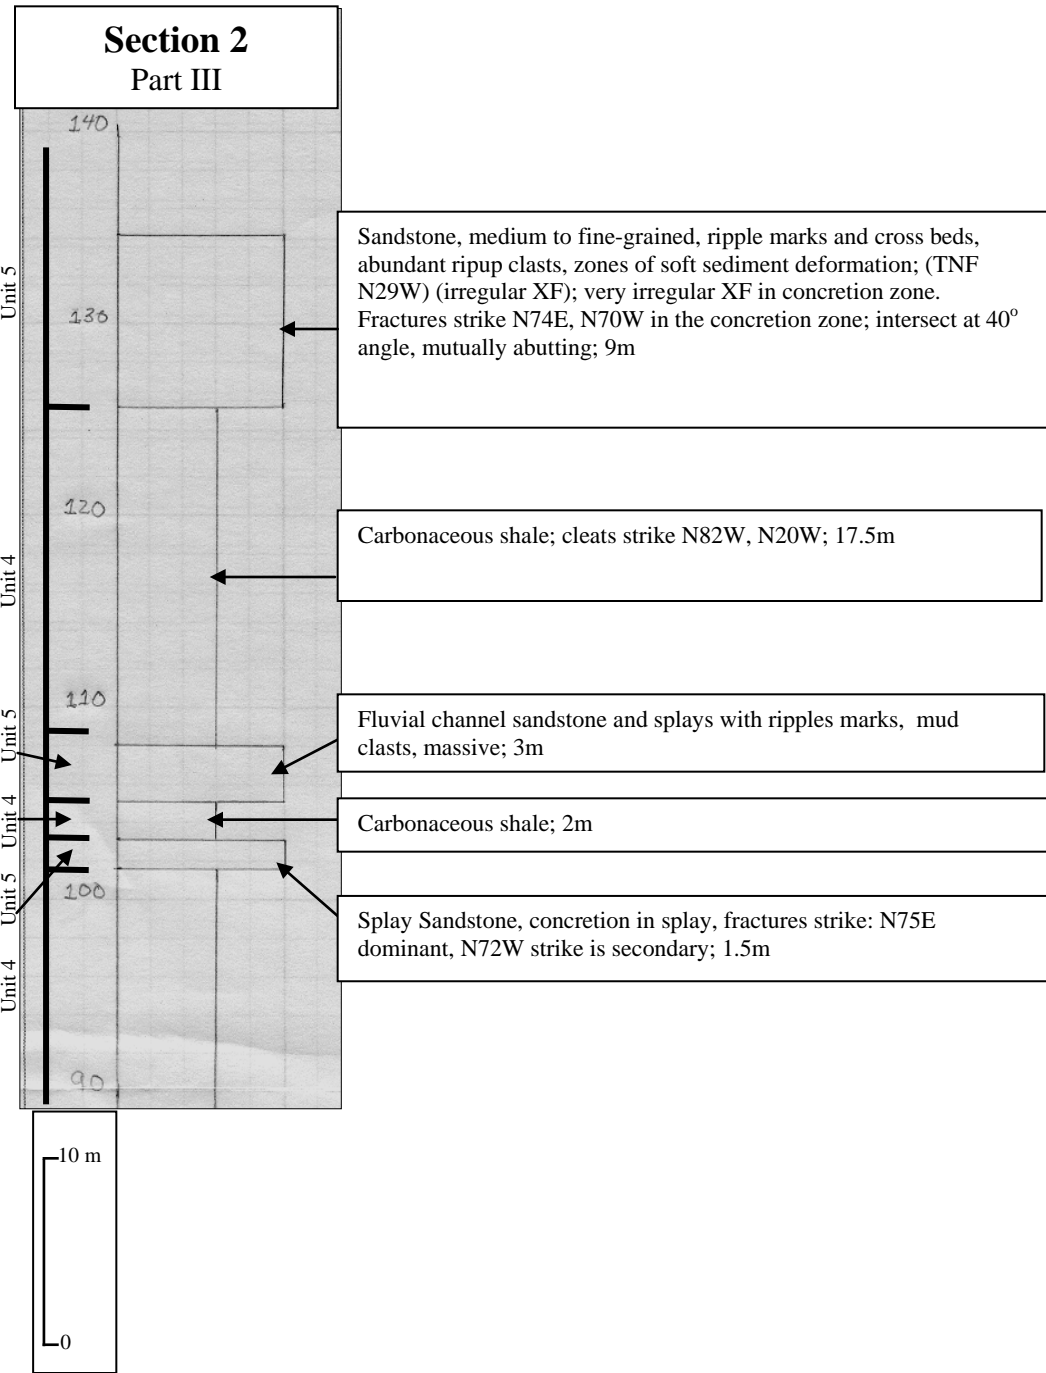 Section 2
Part III
140
Sandstone, medium to fine-grained, ripple marks and cross beds,
abundant ripup clasts, zones of soft sediment deformation; (TNF
N29W) (irregular XF); very irregular XF in concretion zone.
Fractures strike N74E, N70W in the concretion zone; intersect at 40° 
angle, mutually abutting; 9m
Unit 5
130
120
Carbonaceous shale; cleats strike N82W, N20W; 17.5m
Unit 4
110
Fluvial channel sandstone and splays with ripples marks, mud
clasts, massive; 3m
Unit 5
Carbonaceous shale; 2m
Unit 4
100
Unit 5
Splay Sandstone, concretion in splay, fractures strike: N75E
dominant, N72W strike is secondary; 1.5m
Unit 4
90
10 m
0